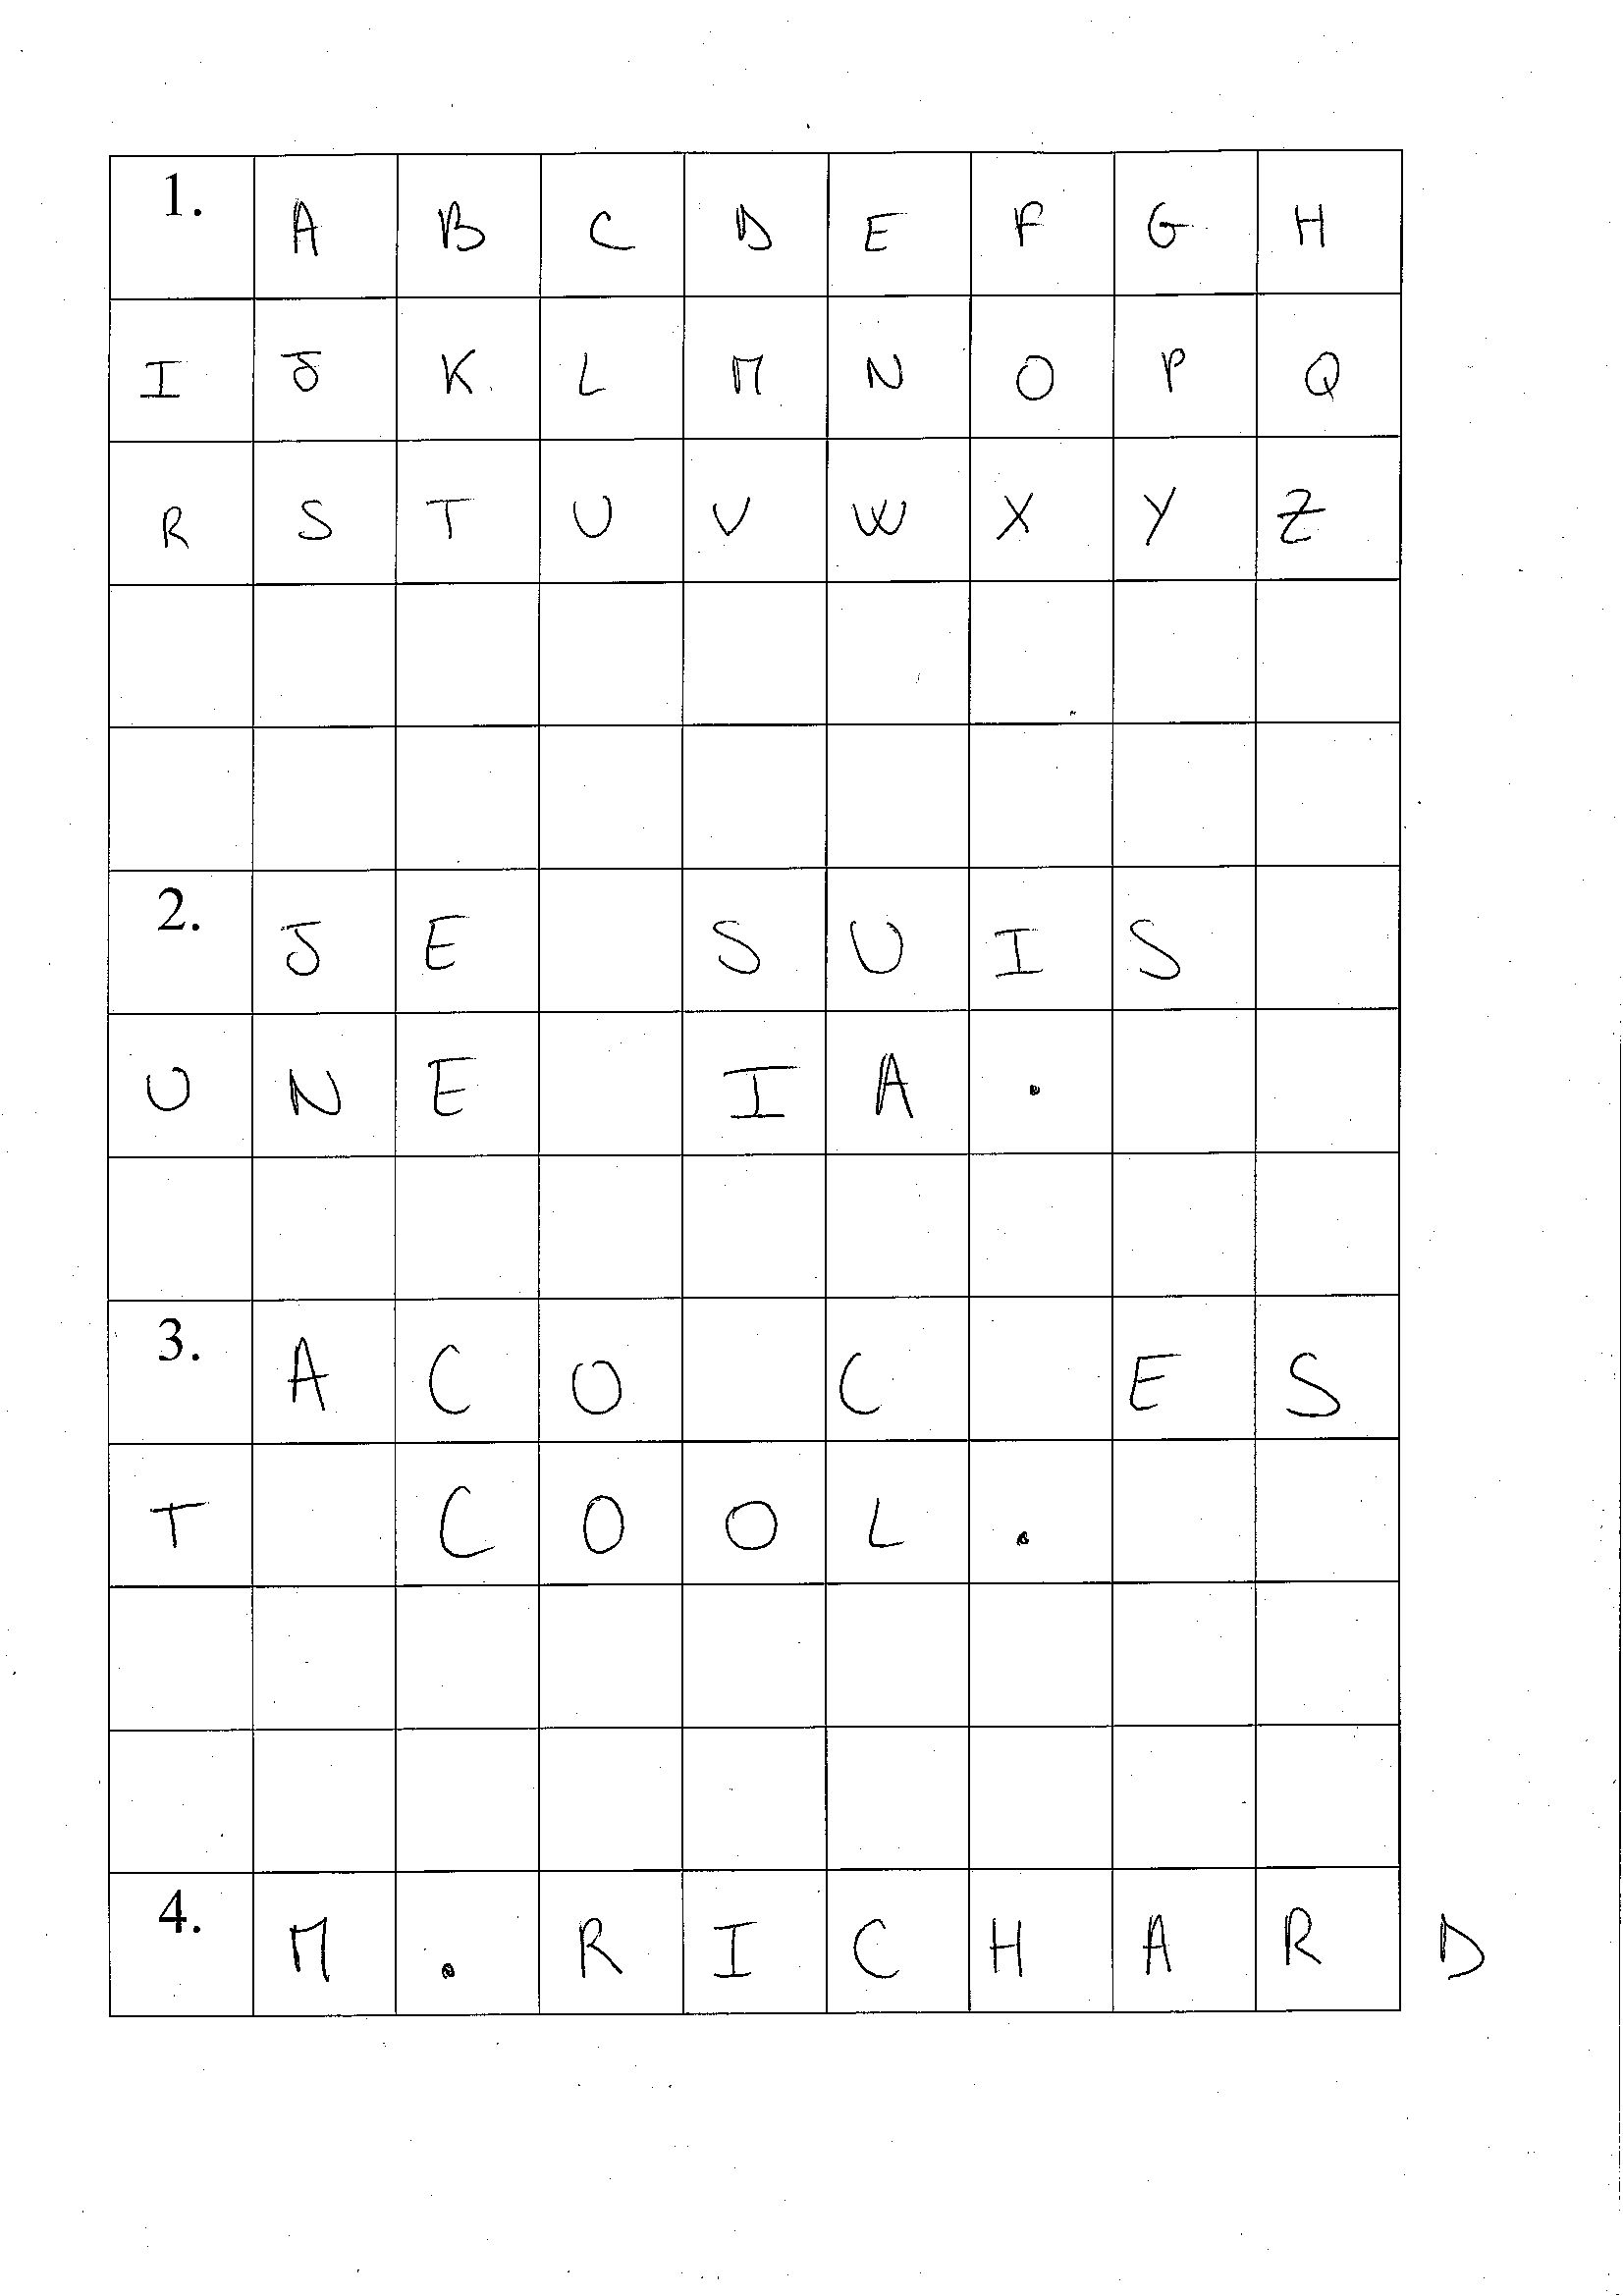 1. A B C D E F G H
I J K L M N O P Q
R S T U V W X Y Z
2. J E S U I S
U N E I A .
3. A C O C E S
T C O O L .
4. M . R I C H A R D